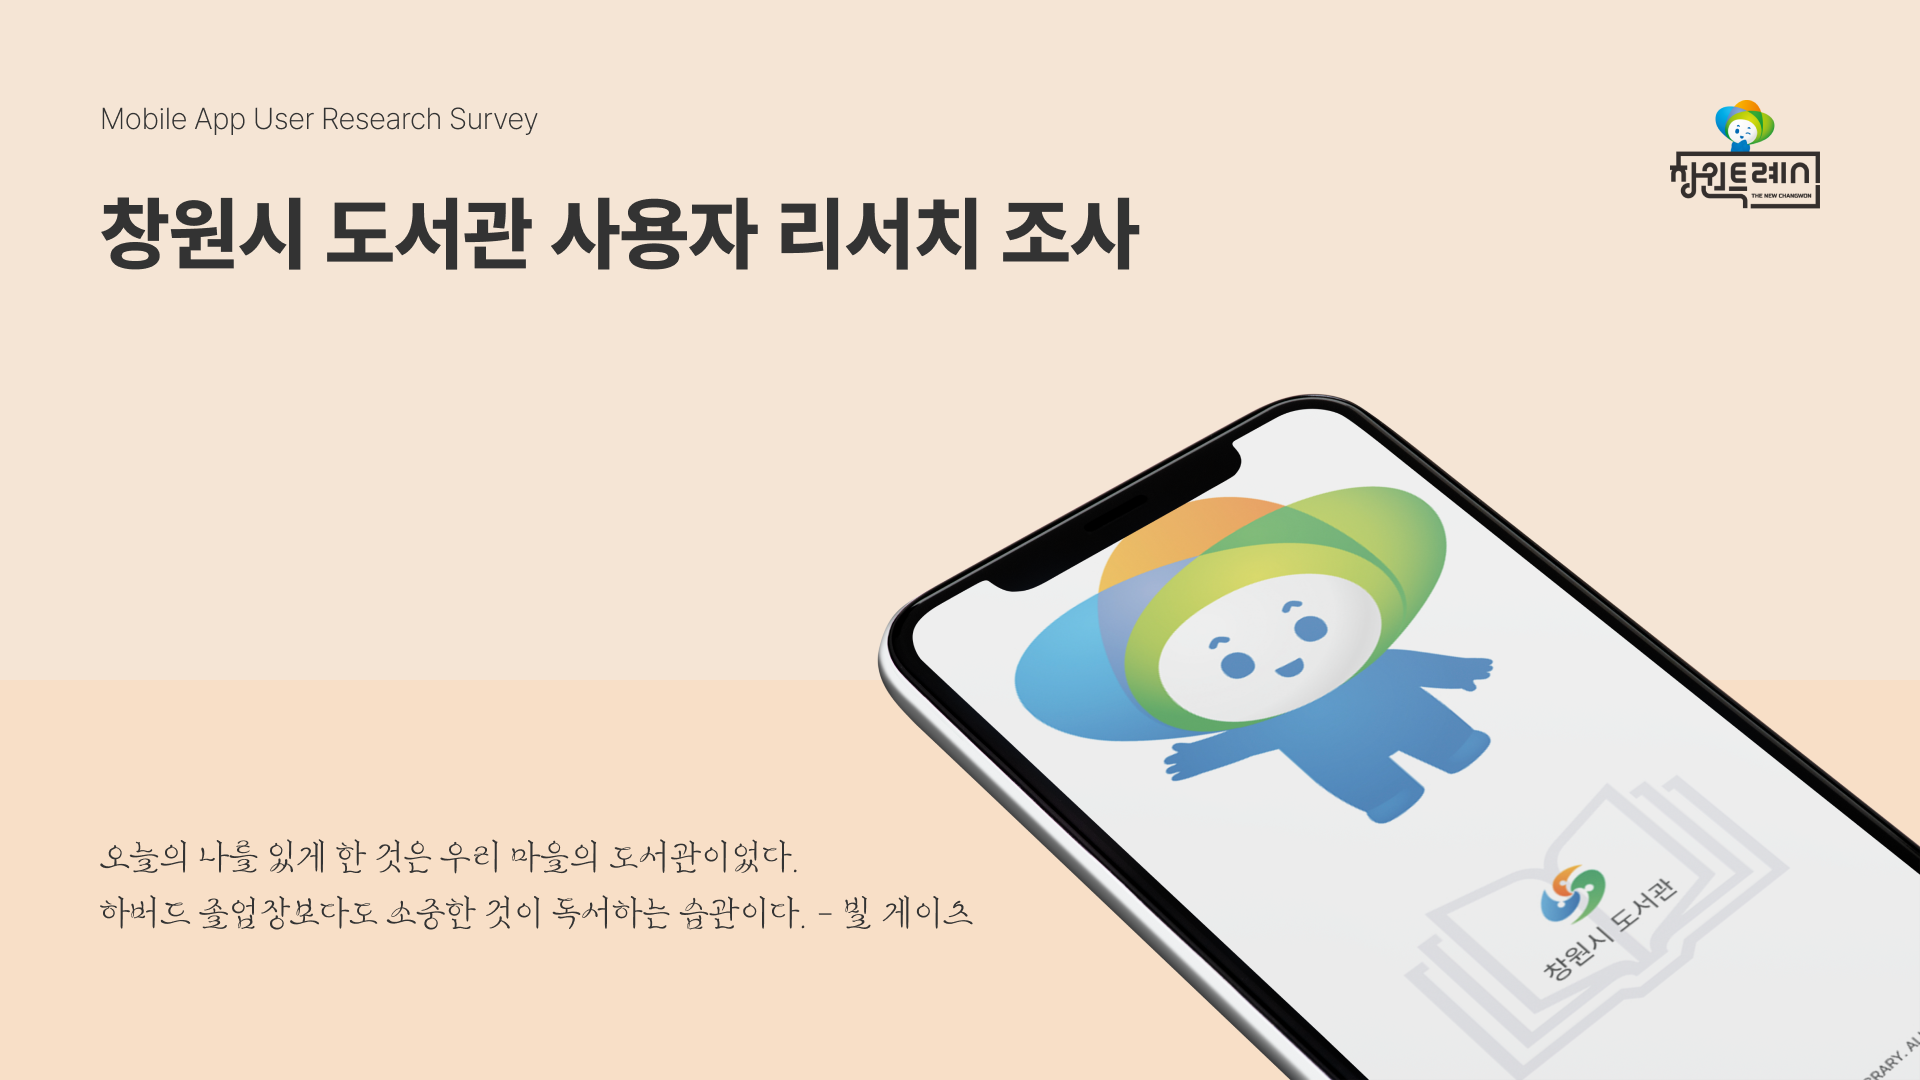 Mobile App User Research Survey
창원시 도서관 사용자 리서치 조사
창원트레이
THE NEW CHANGWON
오늘의 나를 있게 한 것은 우리 마을의 도서관이었다.
하버드 졸업장보다도 소중한 것이 독서하는 습관이다. – 빌 게이츠
창원시 도서관